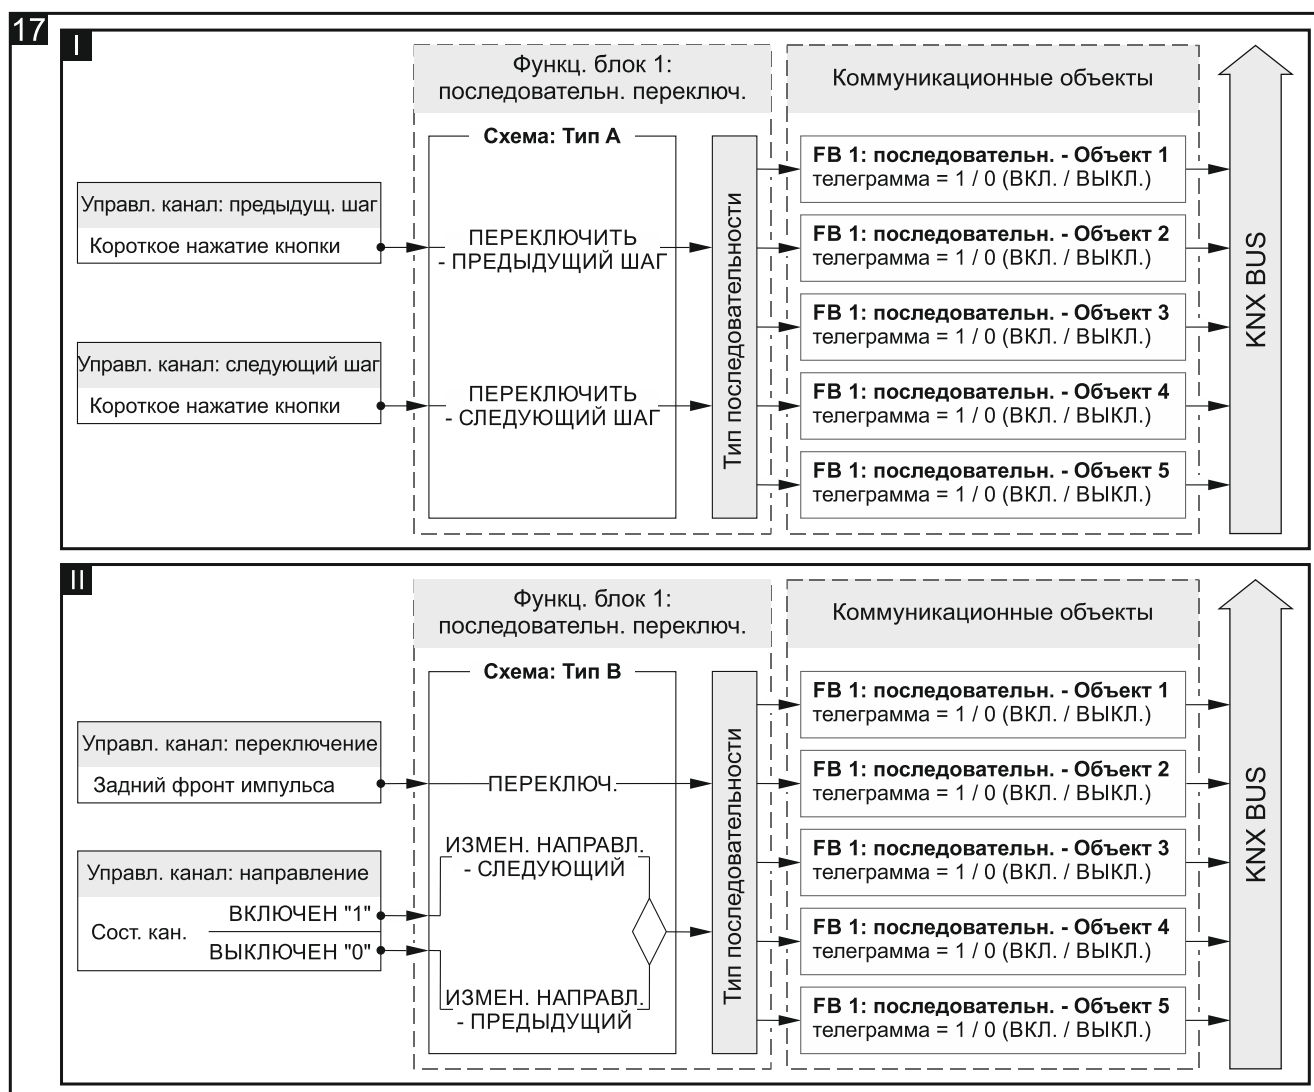 17
I
Функц. блок 1:
последовательн. переключ.
Коммуникационные объекты
Схема: Тип А
Управл. канал: предыдущ. шаг
Короткое нажатие кнопки
ПЕРЕКЛЮЧИТЬ
- ПРЕДЫДУЩИЙ ШАГ
Управл. канал: следующий шаг
Короткое нажатие кнопки
ПЕРЕКЛЮЧИТЬ
- СЛЕДУЮЩИЙ ШАГ
Тип последовательности
FB 1: последовательн. - Объект 1
телеграмма = 1 / 0 (ВКЛ. / ВЫКЛ.)
FB 1: последовательн. - Объект 2
телеграмма = 1 / 0 (ВКЛ. / ВЫКЛ.)
FB 1: последовательн. - Объект 3
телеграмма = 1 / 0 (ВКЛ. / ВЫКЛ.)
FB 1: последовательн. - Объект 4
телеграмма = 1 / 0 (ВКЛ. / ВЫКЛ.)
FB 1: последовательн. - Объект 5
телеграмма = 1 / 0 (ВКЛ. / ВЫКЛ.)
KNX BUS
II
Функц. блок 1:
последовательн. переключ.
Коммуникационные объекты
Схема: Тип В
Управл. канал: переключение
Задний фронт импульса
ПЕРЕКЛЮЧ.
Управл. канал: направление
Сост. кан.
ВКЛЮЧЕН "1"
ВЫКЛЮЧЕН "0"
ИЗМЕН. НАПРАВЛ.
- СЛЕДУЮЩИЙ
ИЗМЕН. НАПРАВЛ.
- ПРЕДЫДУЩИЙ
Тип последовательности
FB 1: последовательн. - Объект 1
телеграмма = 1 / 0 (ВКЛ. / ВЫКЛ.)
FB 1: последовательн. - Объект 2
телеграмма = 1 / 0 (ВКЛ. / ВЫКЛ.)
FB 1: последовательн. - Объект 3
телеграмма = 1 / 0 (ВКЛ. / ВЫКЛ.)
FB 1: последовательн. - Объект 4
телеграмма = 1 / 0 (ВКЛ. / ВЫКЛ.)
FB 1: последовательн. - Объект 5
телеграмма = 1 / 0 (ВКЛ. / ВЫКЛ.)
KNX BUS